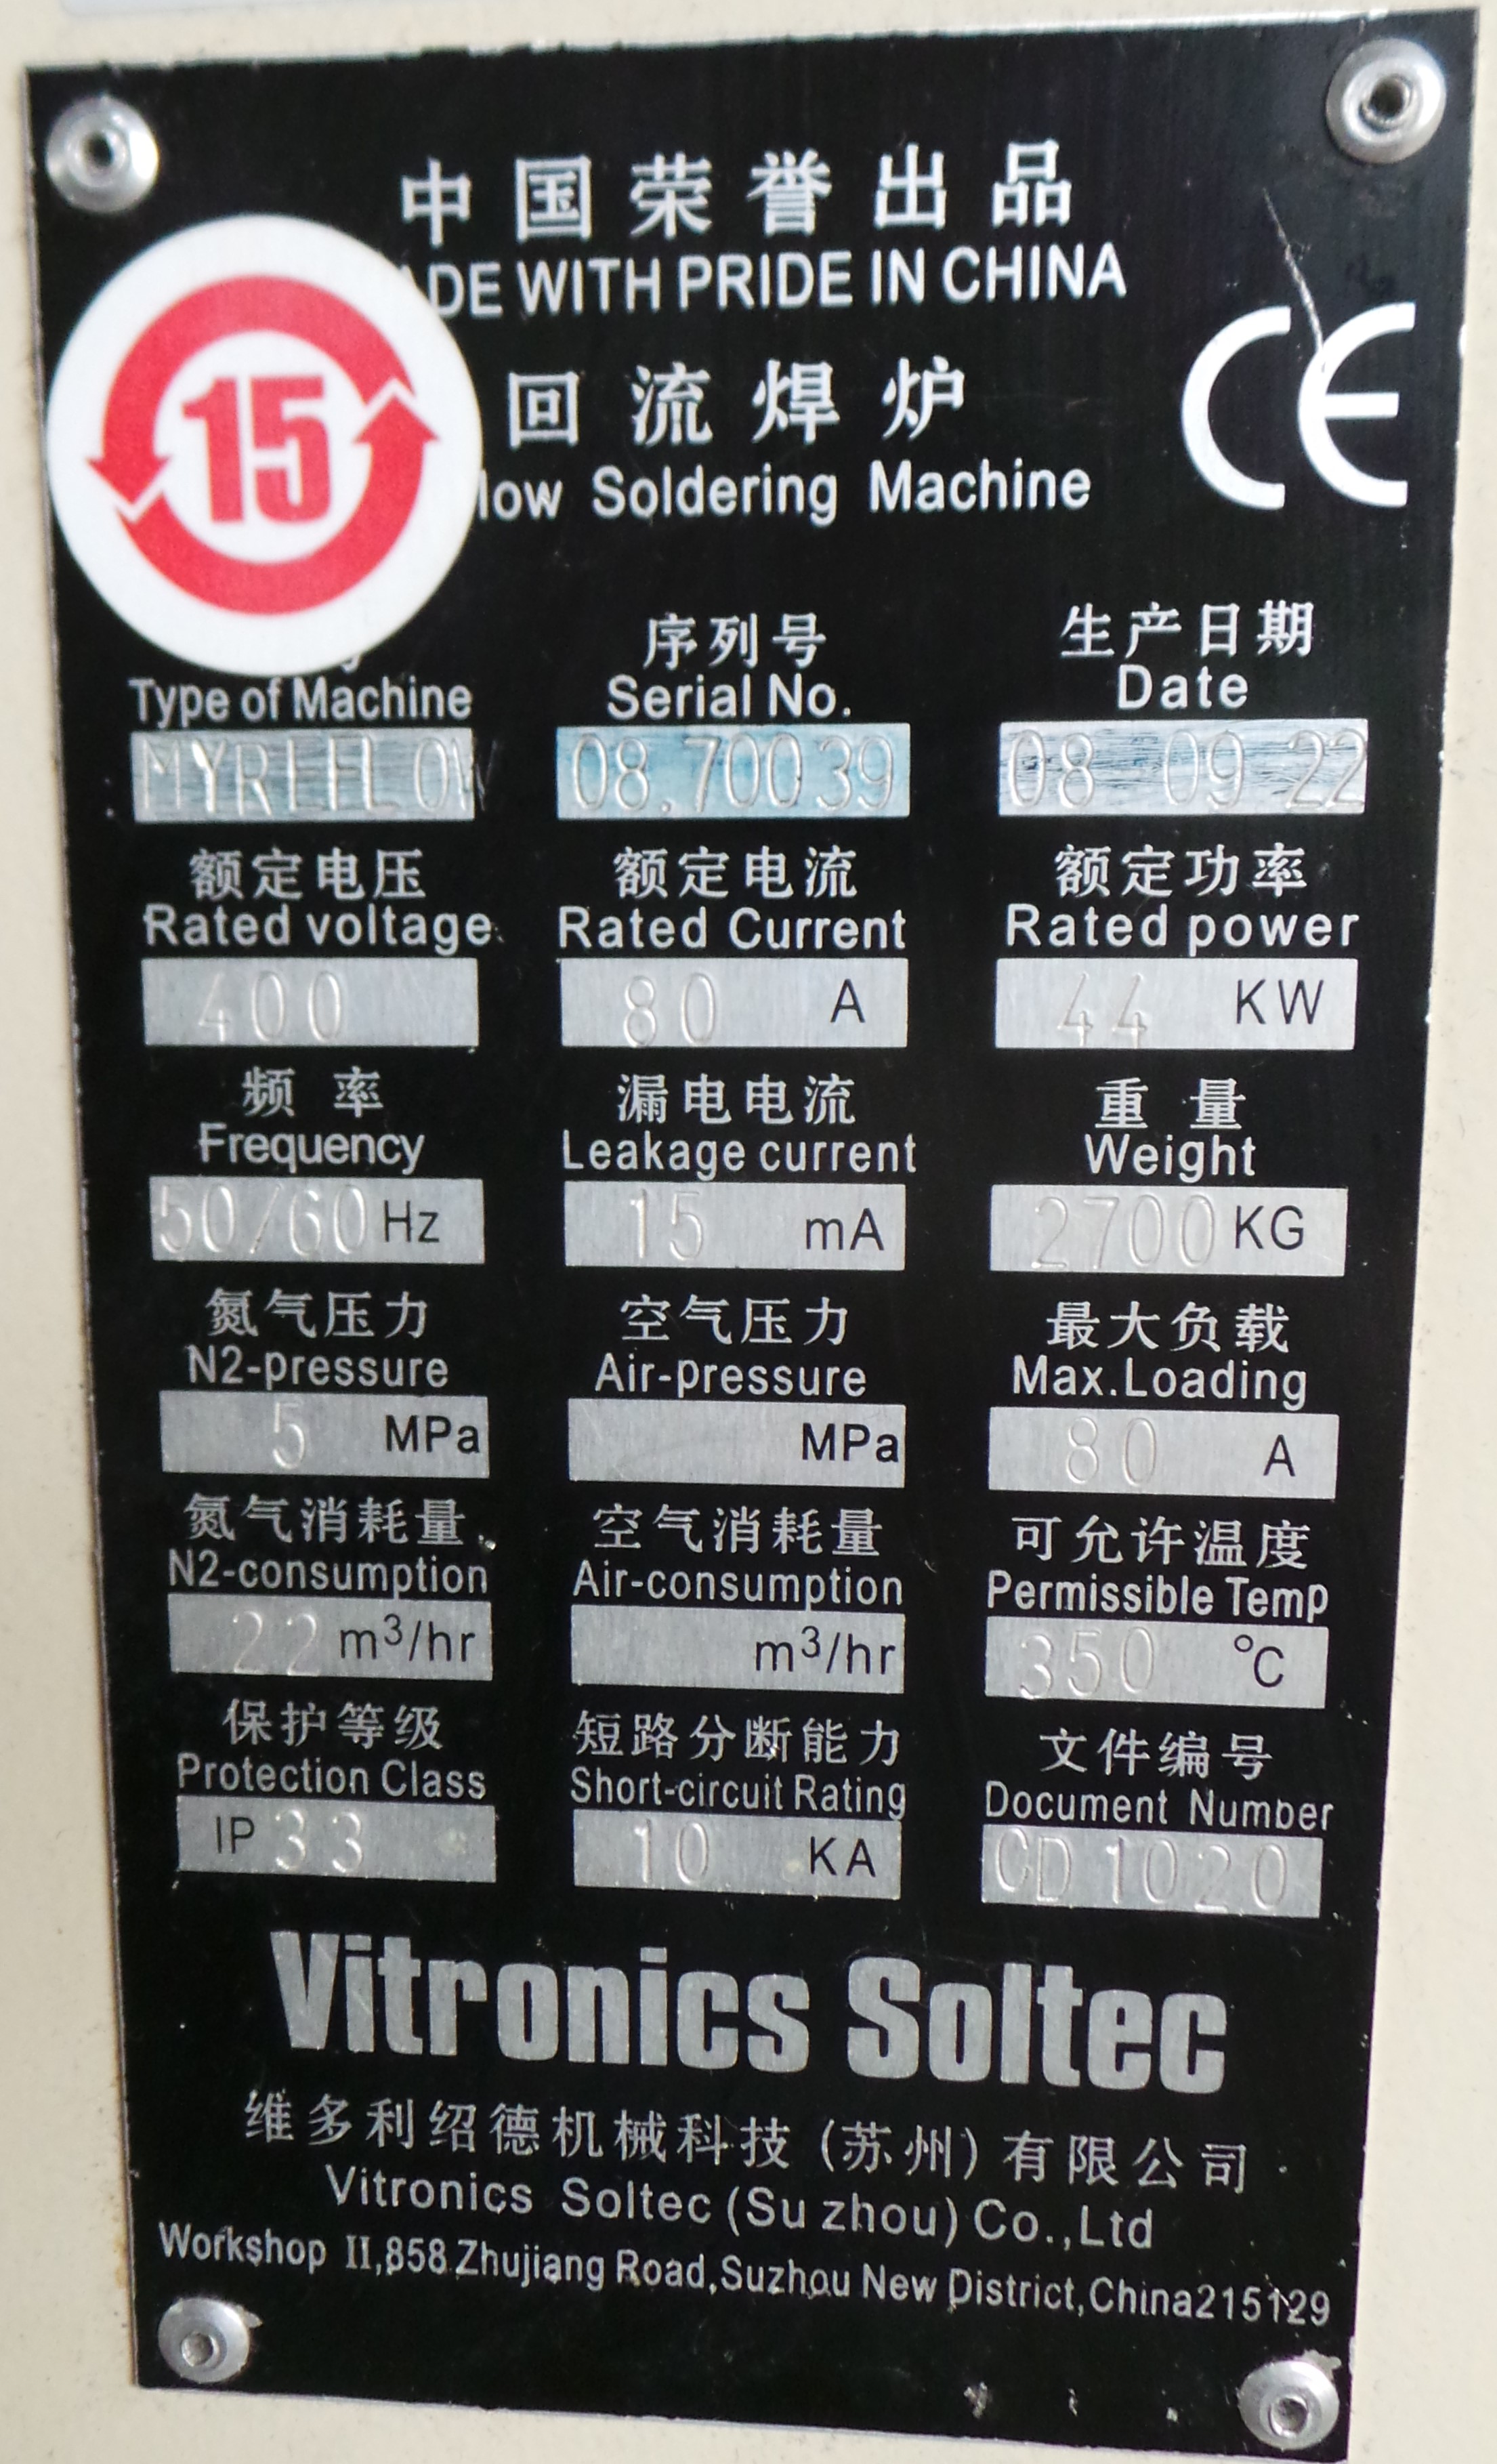 中国荣誉出品
ADE WITH PRIDE IN CHINA
15
回流焊炉
low Soldering Machine
CE
序列号 生产日期
Type of Machine Serial No. Date
MYREFLOW 08.70039 08 09 22
额定电压 额定电流 额定功率
Rated voltage Rated Current Rated power
400 80 A 44 KW
频率 漏电电流 重量
Frequency Leakage current Weight
50/60 Hz 15 mA 2700 KG
氮气压力 空气压力 最大负载
N2-pressure Air-pressure Max.Loading
5 MPa MPa 80 A
氮气消耗量 空气消耗量 可允许温度
N2-consumption Air-consumption Permissible Temp
22 m³/hr m³/hr 350 °C
保护等级 短路分断能力 文件编号
Protection Class Short-circuit Rating Document Number
IP 33 10 KA CD 1020
Vitronics Soltec
维多利绍德机械科技(苏州)有限公司
Vitronics Soltec (Su zhou) Co.,Ltd
Workshop II,858 Zhujiang Road,Suzhou New District,China215129